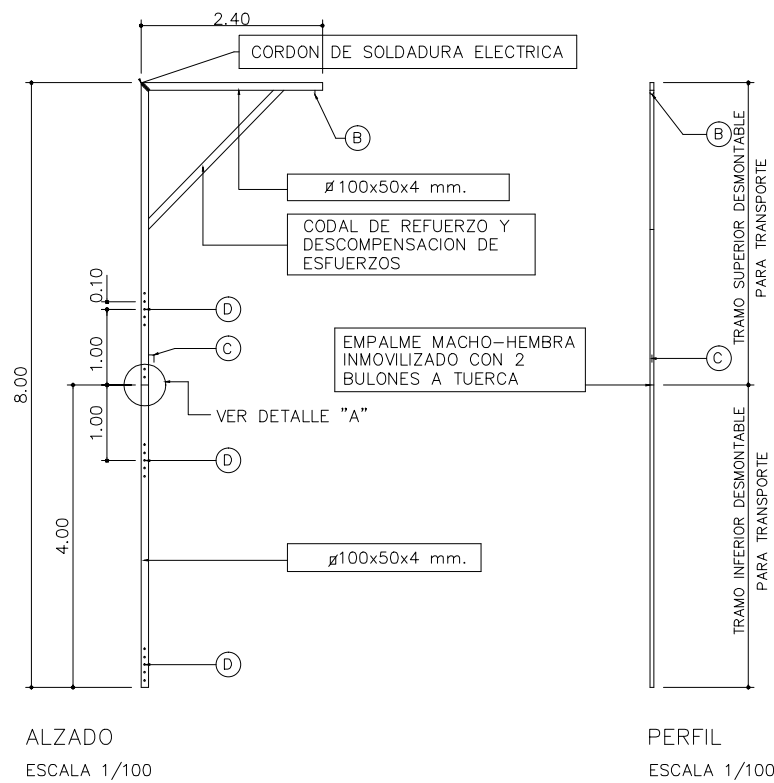 2.40
CORDON DE SOLDADURA ELECTRICA
B
B
Ø 100x50x4 mm.
CODAL DE REFUERZO Y
DESCOMPENSACION DE
ESFUERZOS
TRAMO SUPERIOR DESMONTABLE
PARA TRANSPORTE
0.10
D
1.00
C
EMPALME MACHO-HEMBRA
INMOVILIZADO CON 2
BULONES A TUERCA
C
8.00
VER DETALLE "A"
1.00
D
4.00
Ø100x50x4 mm.
TRAMO INFERIOR DESMONTABLE
PARA TRANSPORTE
D
ALZADO
ESCALA 1/100
PERFIL
ESCALA 1/100